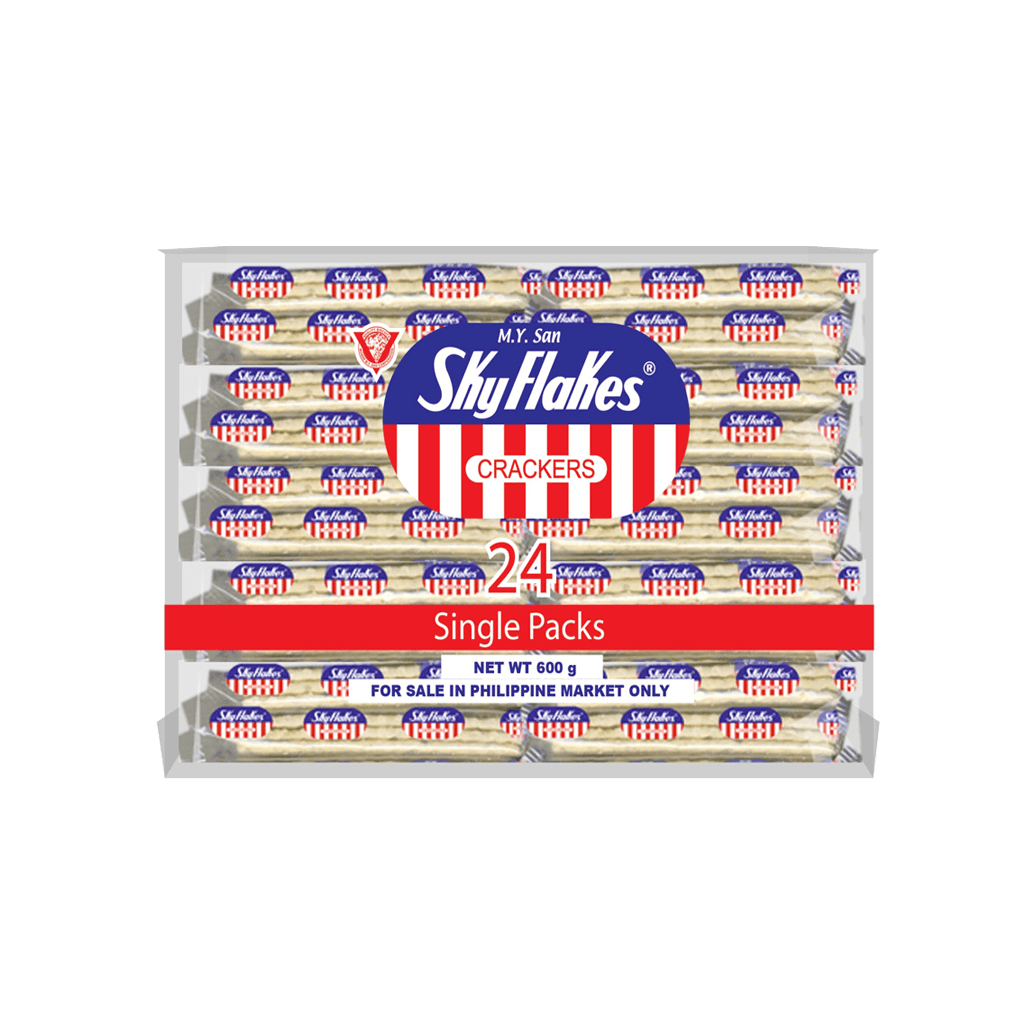 M.Y. San
SkyFlakes®
CRACKERS
24
Single Packs
NET WT 600 g
FOR SALE IN PHILIPPINE MARKET ONLY